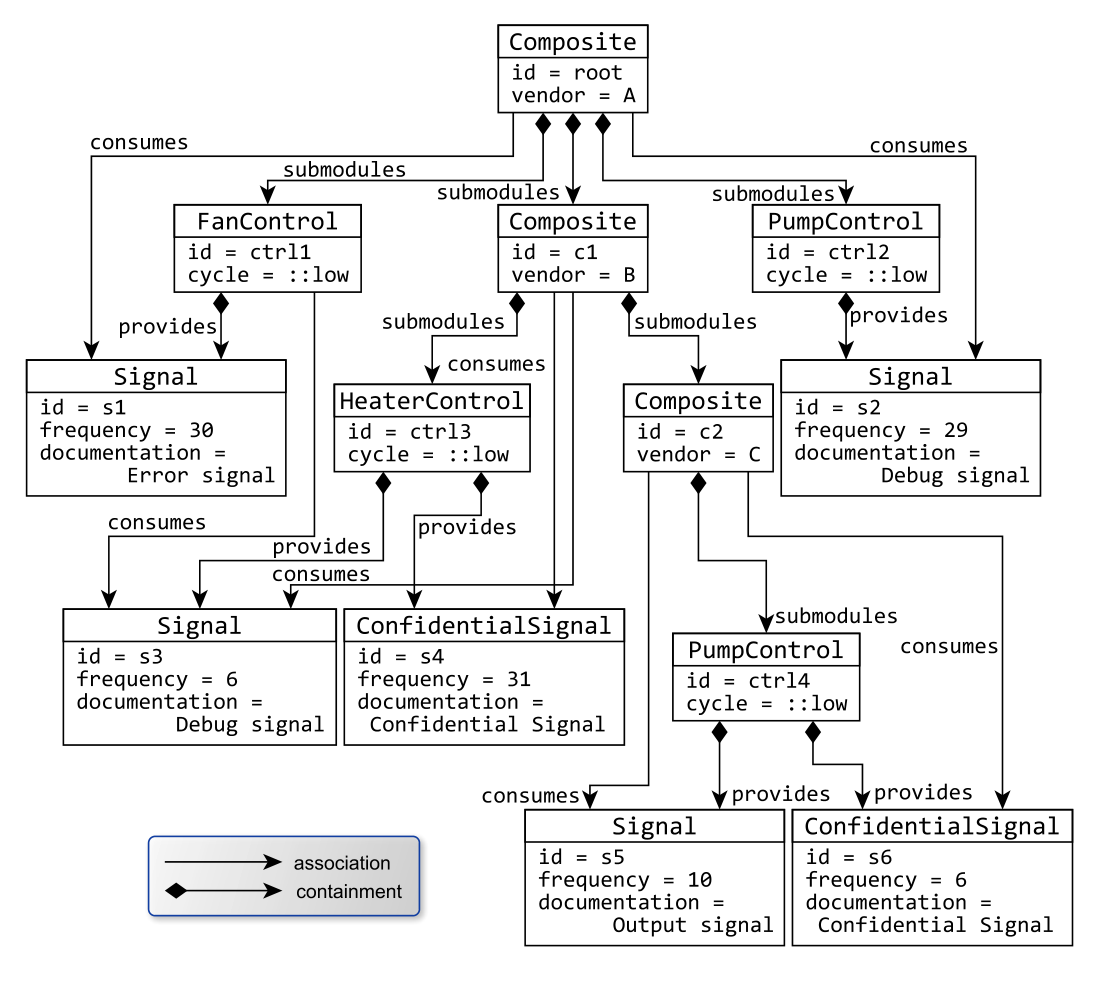 Composite
id = root
vendor = A
consumes
consumes
submodules
submodules
submodules
FanControl
id = ctrl1
cycle = ::low
Composite
id = c1
vendor = B
PumpControl
id = ctrl2
cycle = ::low
provides
submodules
submodules
provides
consumes
Signal
id = s1
frequency = 30
documentation =
Error signal
HeaterControl
id = ctrl3
cycle = ::low
Composite
id = c2
vendor = C
Signal
id = s2
frequency = 29
documentation =
Debug signal
consumes
provides
provides
consumes
Signal
id = s3
frequency = 6
documentation =
Debug signal
ConfidentialSignal
id = s4
frequency = 31
documentation =
Confidential Signal
submodules
consumes
PumpControl
id = ctrl4
cycle = ::low
consumes
provides
provides
Signal
id = s5
frequency = 10
documentation =
Output signal
ConfidentialSignal
id = s6
frequency = 6
documentation =
Confidential Signal
association
containment